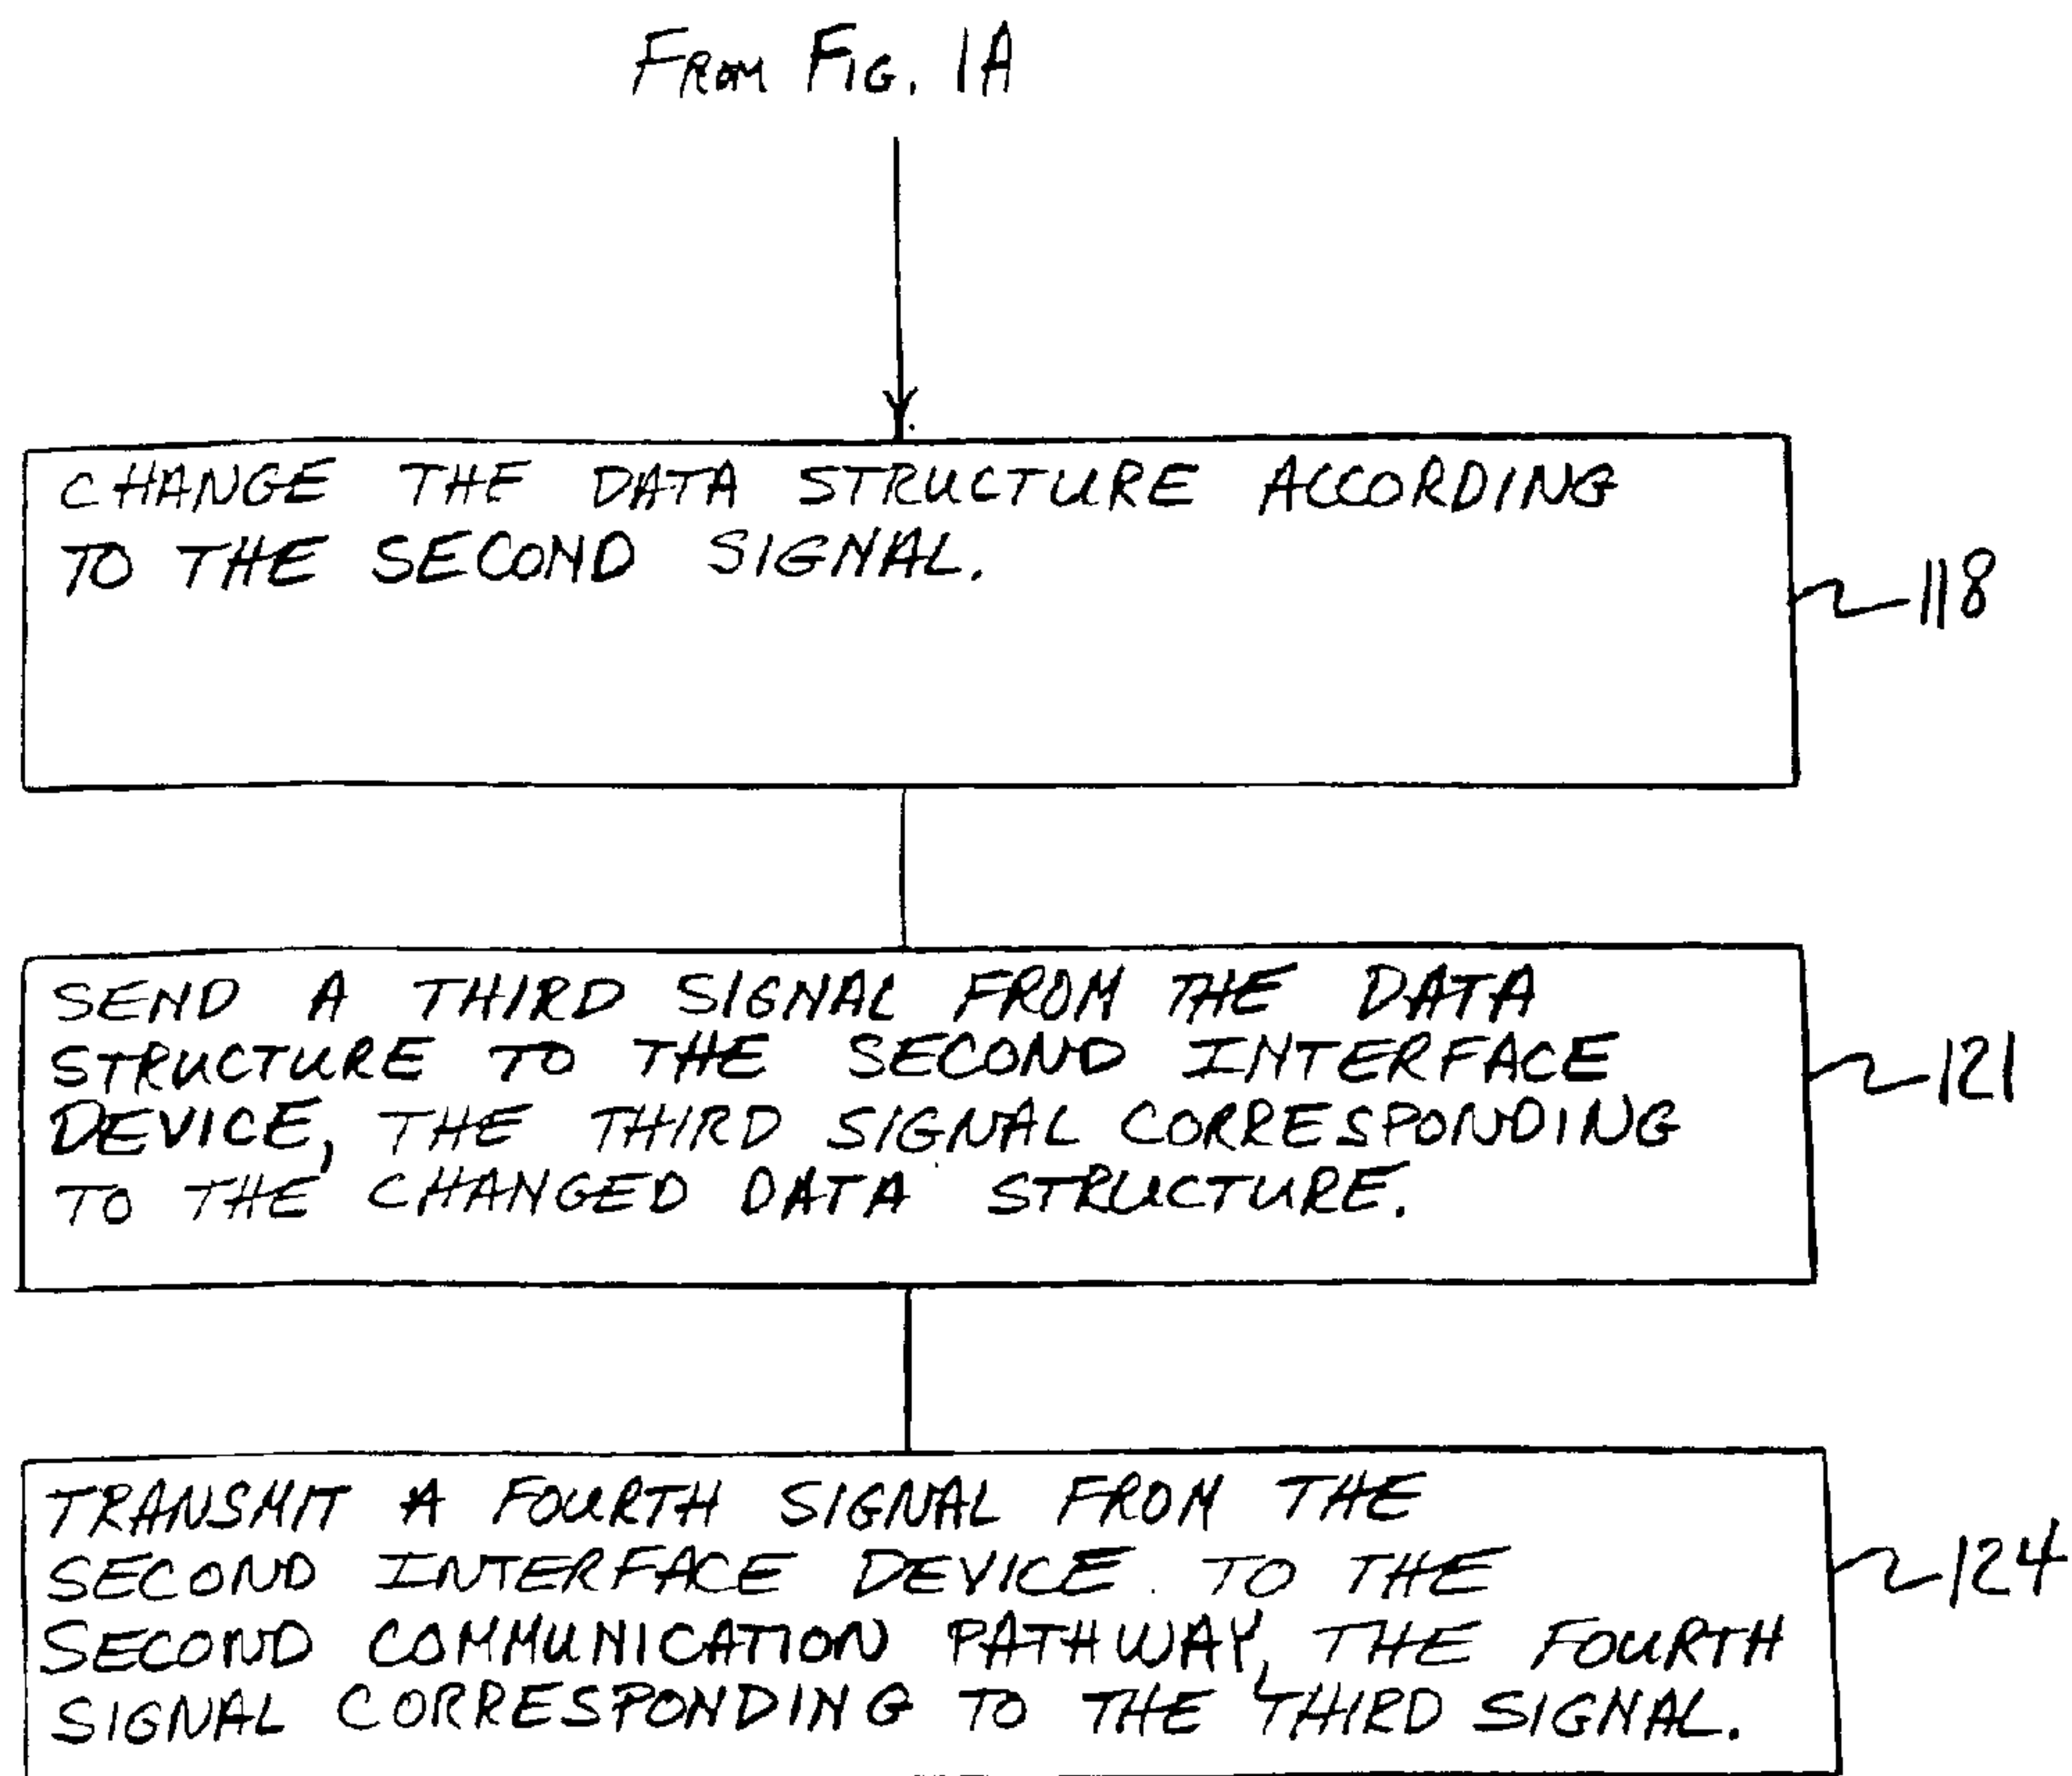 FROM FIG. 1A
CHANGE THE DATA STRUCTURE ACCORDING
TO THE SECOND SIGNAL.
118
SEND A THIRD SIGNAL FROM THE DATA
STRUCTURE TO THE SECOND INTERFACE
DEVICE, THE THIRD SIGNAL CORRESPONDING
TO THE CHANGED DATA STRUCTURE.
121
TRANSMIT A FOURTH SIGNAL FROM THE
SECOND INTERFACE DEVICE TO THE
SECOND COMMUNICATION PATHWAY, THE FOURTH
SIGNAL CORRESPONDING TO THE THIRD SIGNAL.
124